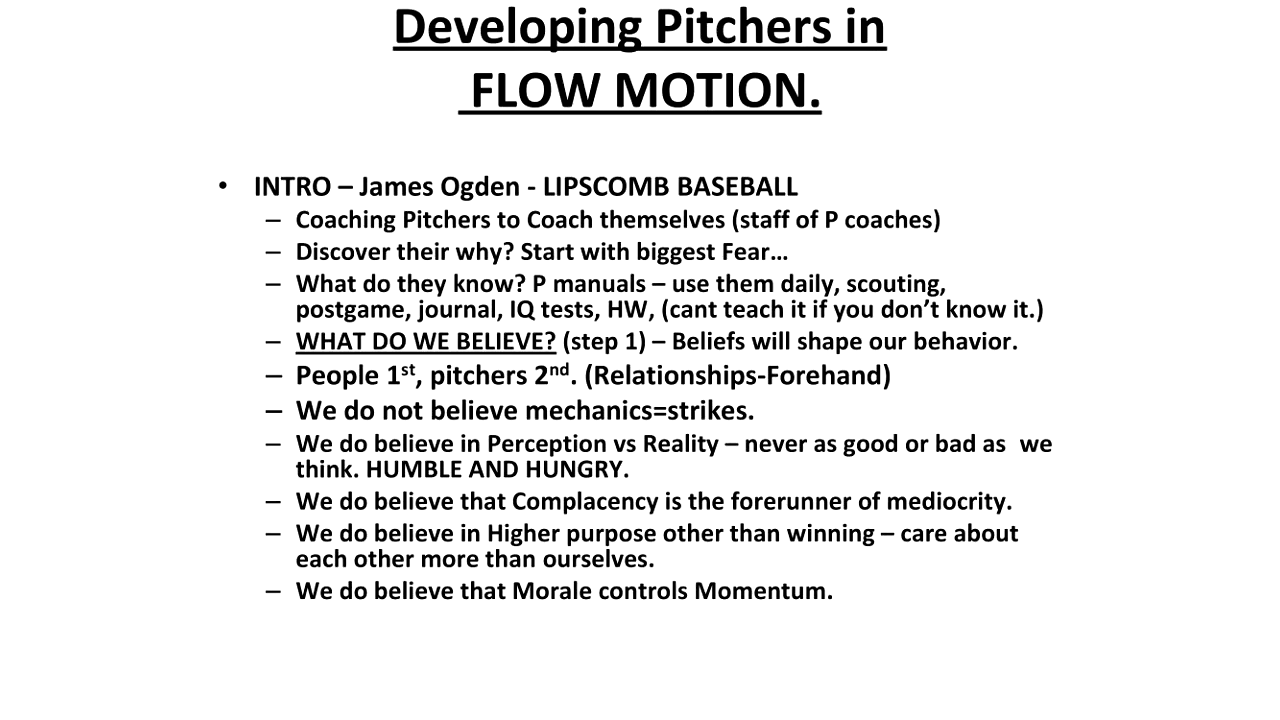 Developing Pitchers in
FLOW MOTION.
• INTRO – James Ogden - LIPSCOMB BASEBALL
– Coaching Pitchers to Coach themselves (staff of P coaches)
– Discover their why? Start with biggest Fear…
– What do they know? P manuals – use them daily, scouting,
postgame, journal, IQ tests, HW, (cant teach it if you don’t know it.)
– WHAT DO WE BELIEVE? (step 1) – Beliefs will shape our behavior.
– People 1st, pitchers 2nd. (Relationships-Forehand)
– We do not believe mechanics=strikes.
– We do believe in Perception vs Reality – never as good or bad as we
think. HUMBLE AND HUNGRY.
– We do believe that Complacency is the forerunner of mediocrity.
– We do believe in Higher purpose other than winning – care about
each other more than ourselves.
– We do believe that Morale controls Momentum.